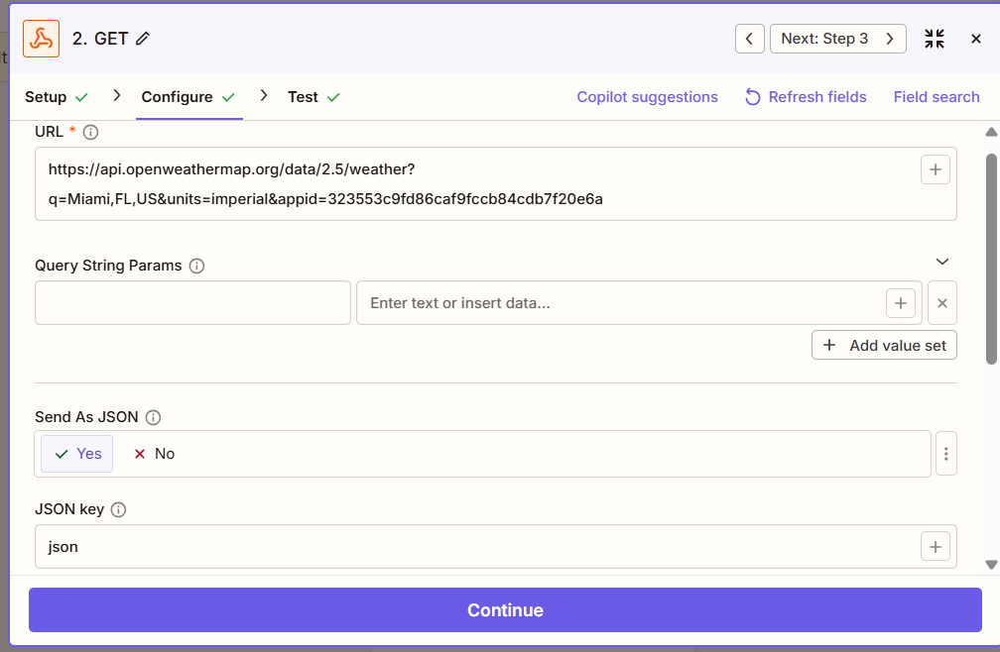 2. GET
Next: Step 3
Setup
Configure
Test
Copilot suggestions
Refresh fields
Field search
URL *
https://api.openweathermap.org/data/2.5/weather?
q=Miami,FL,US&units=imperial&appid=323553c9fd86caf9fccb84cdb7f20e6a
Query String Params
Enter text or insert data...
Add value set
Send As JSON
Yes
No
JSON key
json
Continue